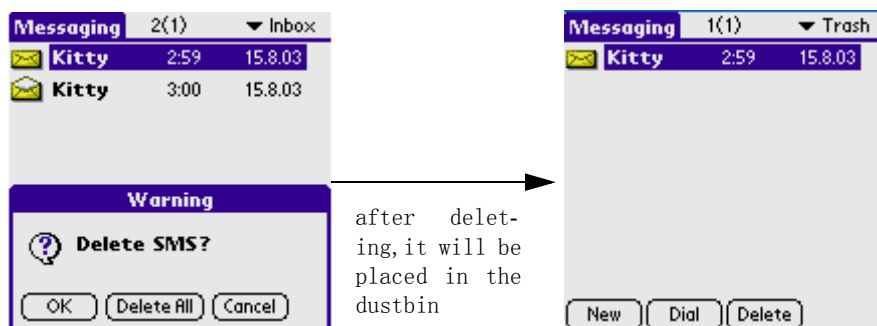 Messaging 2(1) Inbox
Kitty 2:59 15.8.03
Kitty 3:00 15.8.03
Warning
Delete SMS?
OK Delete All Cancel
after delet-
ing,it will be
placed in the
dustbin
Messaging 1(1) Trash
Kitty 2:59 15.8.03
New Dial Delete